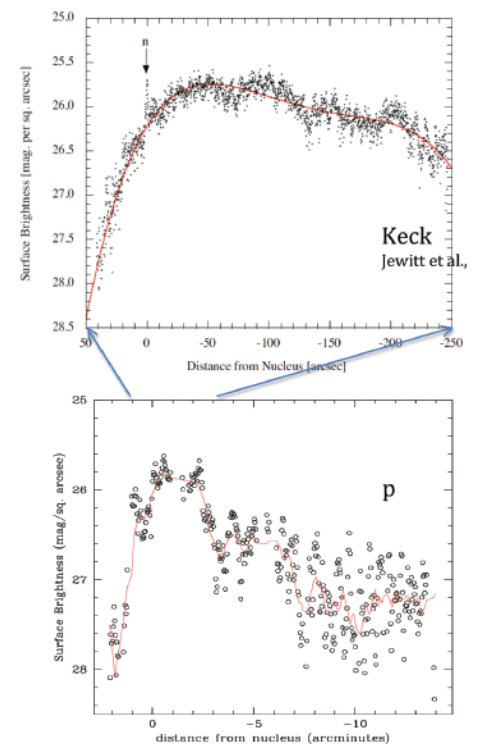 25.0
n
25.5
26.0
26.5
27.0
27.5
28.0
28.5
Surface Brightness [mag. per sq. arcsec]
Keck
Jewitt et al.,
50 0 -50 -100 -150 -200 -250
Distance from Nucleus [arcsec]
25
26
27
28
Surface Brightness (mag/sq. arcsec)
p
0 -5 -10
distance from nucleus (arcminutes)